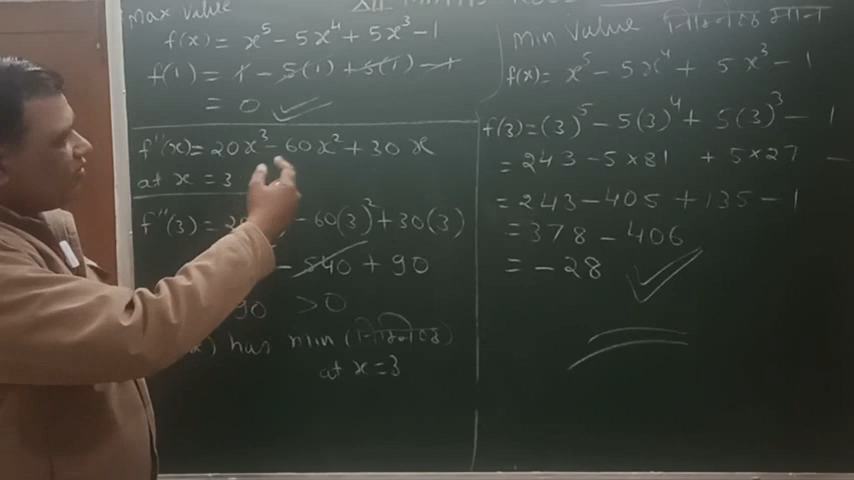 Max Value
f(x) = x⁵ - 5x⁴ + 5x³ - 1
f(1) = 1 - 5(1) + 5(1) - 1
= 0
f''(x) = 20x³ - 60x² + 30x
at x = 3
f''(3) = - 60(3)² + 30(3)
- 540 + 90
90 > 0
has min
at x = 3
Min Value निम्निष्ठ मान
f(x) = x⁵ - 5x⁴ + 5x³ - 1
f(3) = (3)⁵ - 5(3)⁴ + 5(3)³ - 1
= 243 - 5×81 + 5×27 -
= 243 - 405 + 135 - 1
= 378 - 406
= -28